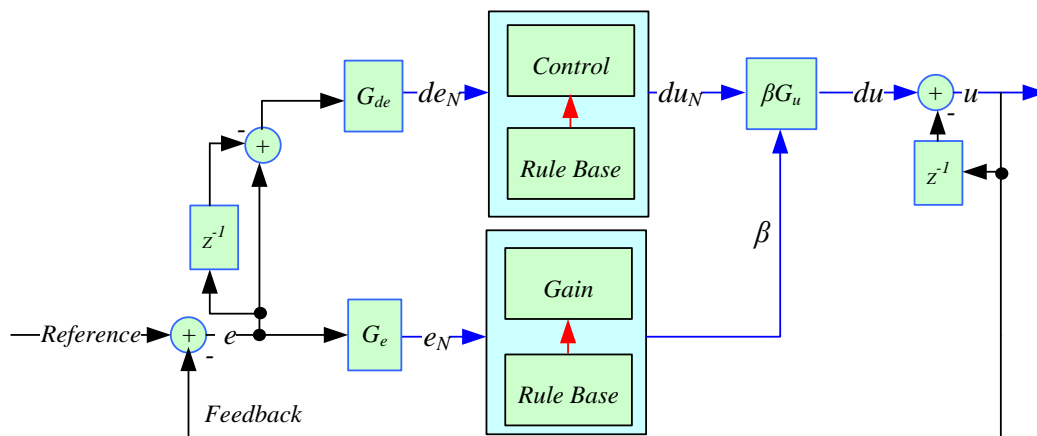 Control
G_de
de_N
du_N
βG_u
du
+
u
-
-
+
Rule Base
Z^-1
Z^-1
β
Gain
Reference
+
e
G_e
e_N
-
Rule Base
Feedback